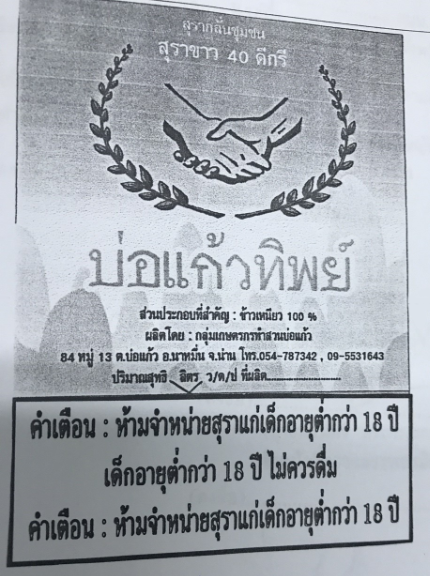 สุรากลั่นชุมชน
สุราขาว 40 ดีกรี
บ่อแก้วทิพย์
ส่วนประกอบที่สำคัญ : ข้าวเหนียว 100 %
ผลิตโดย : กลุ่มเกษตรกรทำสวนบ่อแก้ว
84 หมู่ 13 ต.บ่อแก้ว อ.นาหมื่น จ.น่าน โทร.054-787342 , 09-5531643
ปริมาณสุทธิ ลิตร ว/ด/ป ที่ผลิต............................
คำเตือน : ห้ามจำหน่ายสุราแก่เด็กอายุต่ำกว่า 18 ปี
เด็กอายุต่ำกว่า 18 ปี ไม่ควรดื่ม
คำเตือน : ห้ามจำหน่ายสุราแก่เด็กอายุต่ำกว่า 18 ปี